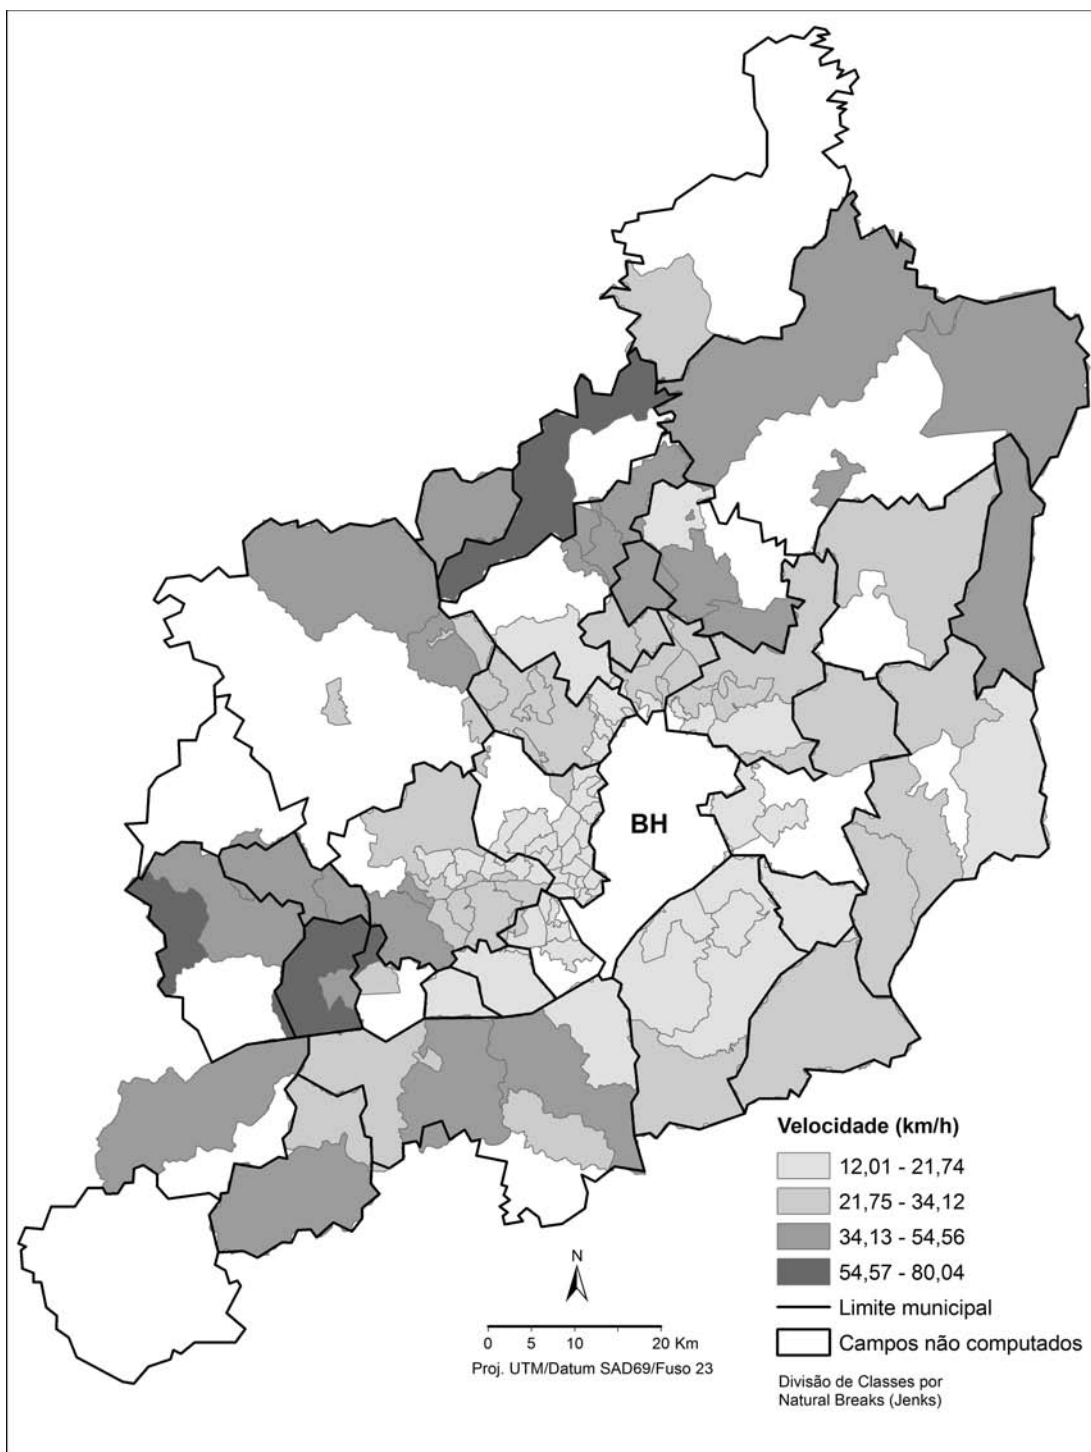 BH
Velocidade (km/h)
12,01 - 21,74
21,75 - 34,12
34,13 - 54,56
54,57 - 80,04
Limite municipal
Campos não computados
Divisão de Classes por
Natural Breaks (Jenks)
N
0 5 10 20 Km
Proj. UTM/Datum SAD69/Fuso 23